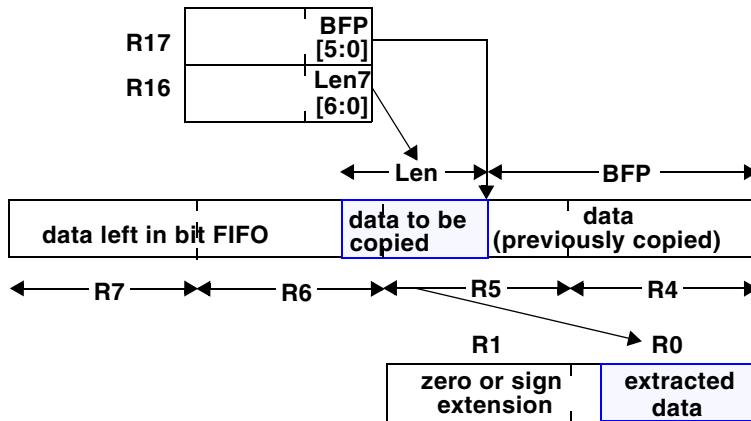 BFP
R17
[5:0]
R16
Len7
[6:0]
Len
BFP
data left in bit FIFO
data to be
copied
data
(previously copied)
R7
R6
R5
R4
R1
R0
zero or sign
extension
extracted
data